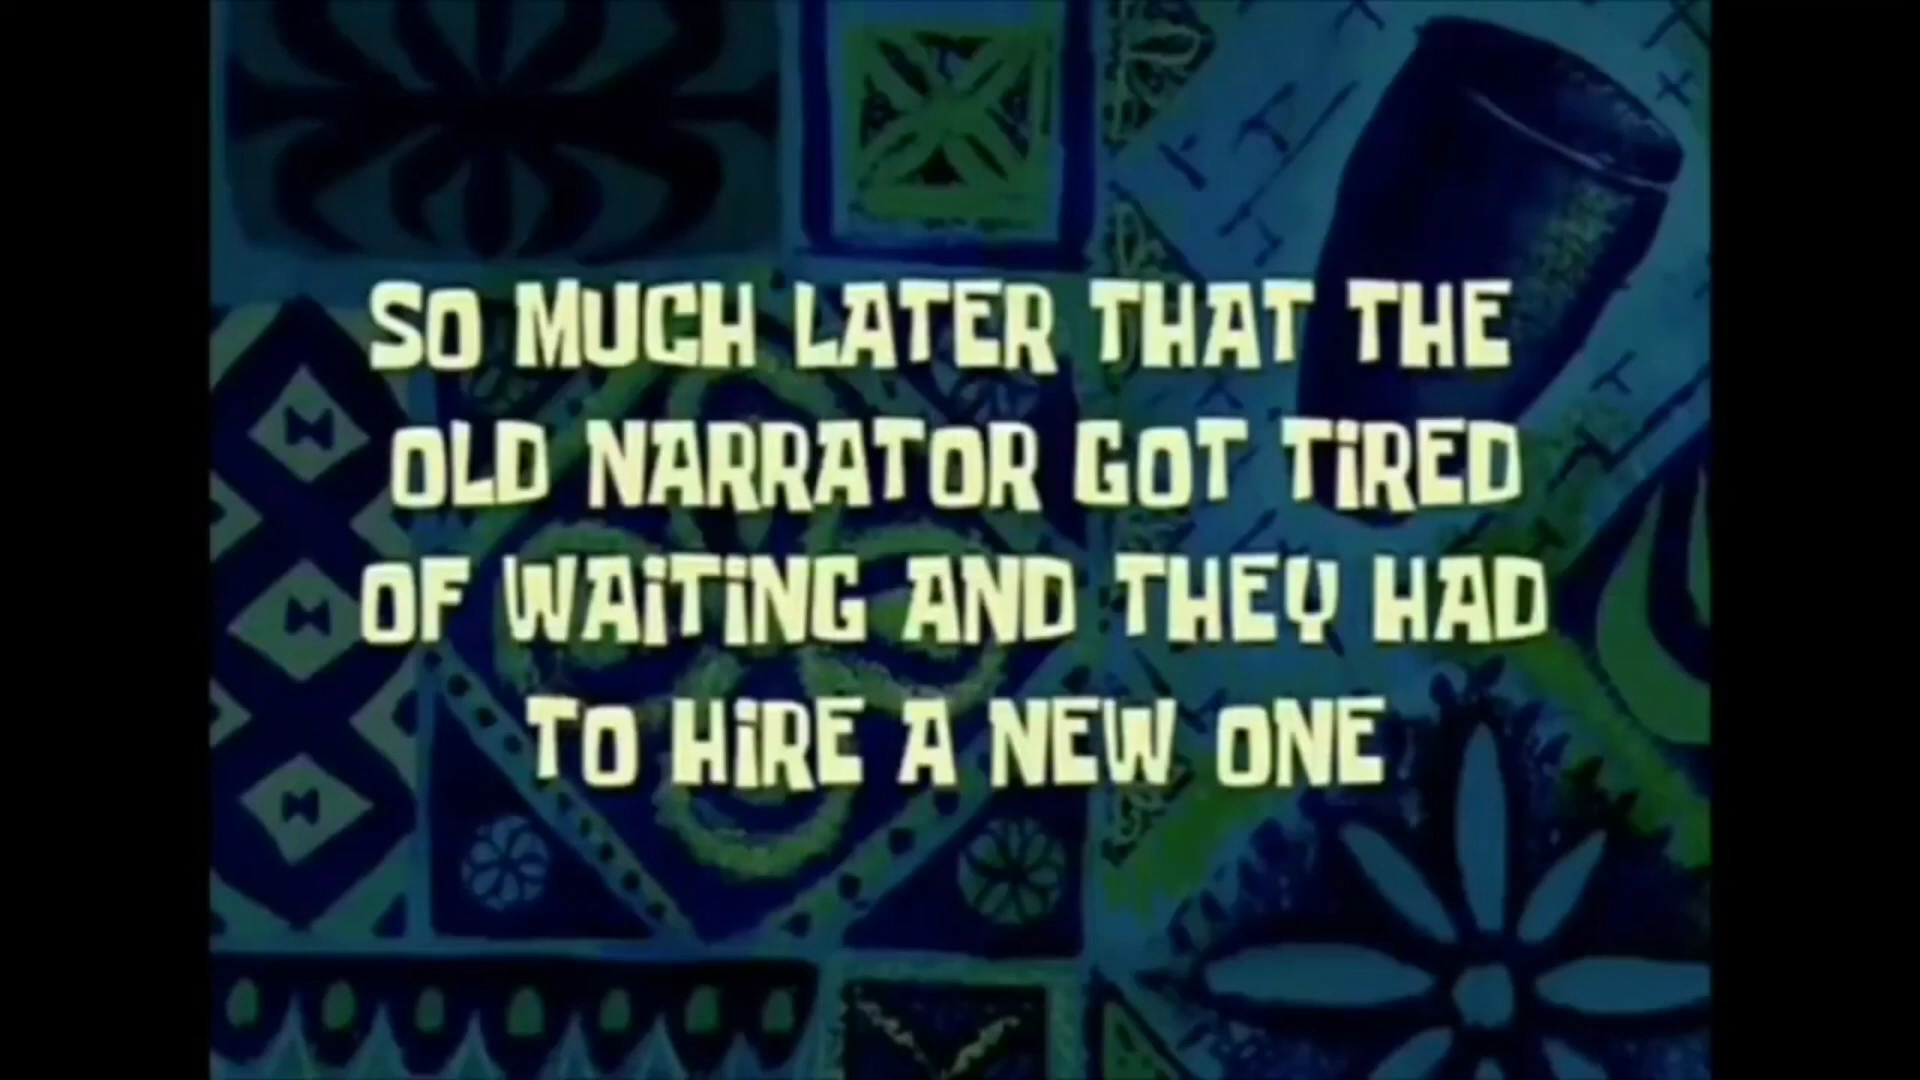 SO MUCH LATER THAT THE
OLD NARRATOR GOT TiRED
OF WAiTiNG AND THEY HAD
TO HiRE A NEW ONE